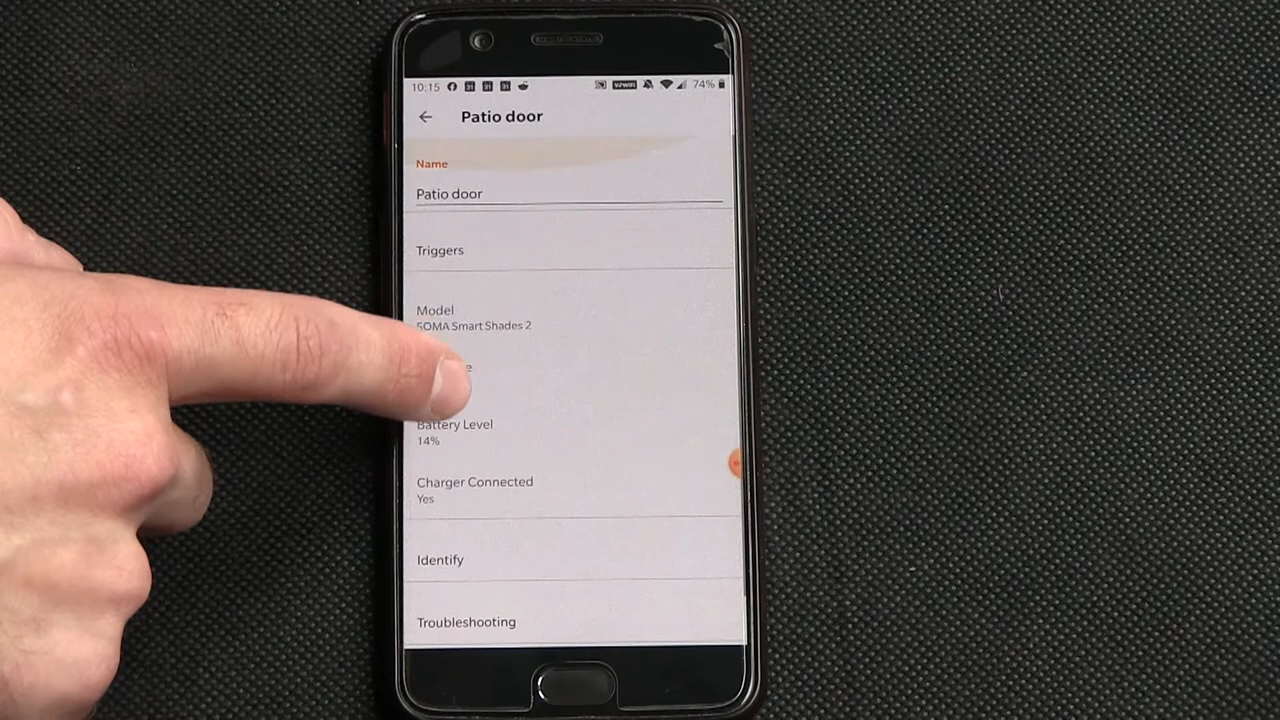 10:15 74%
Patio door
Name
Patio door
Triggers
Model
SOMA Smart Shades 2
Battery Level
14%
Charger Connected
Yes
Identify
Troubleshooting